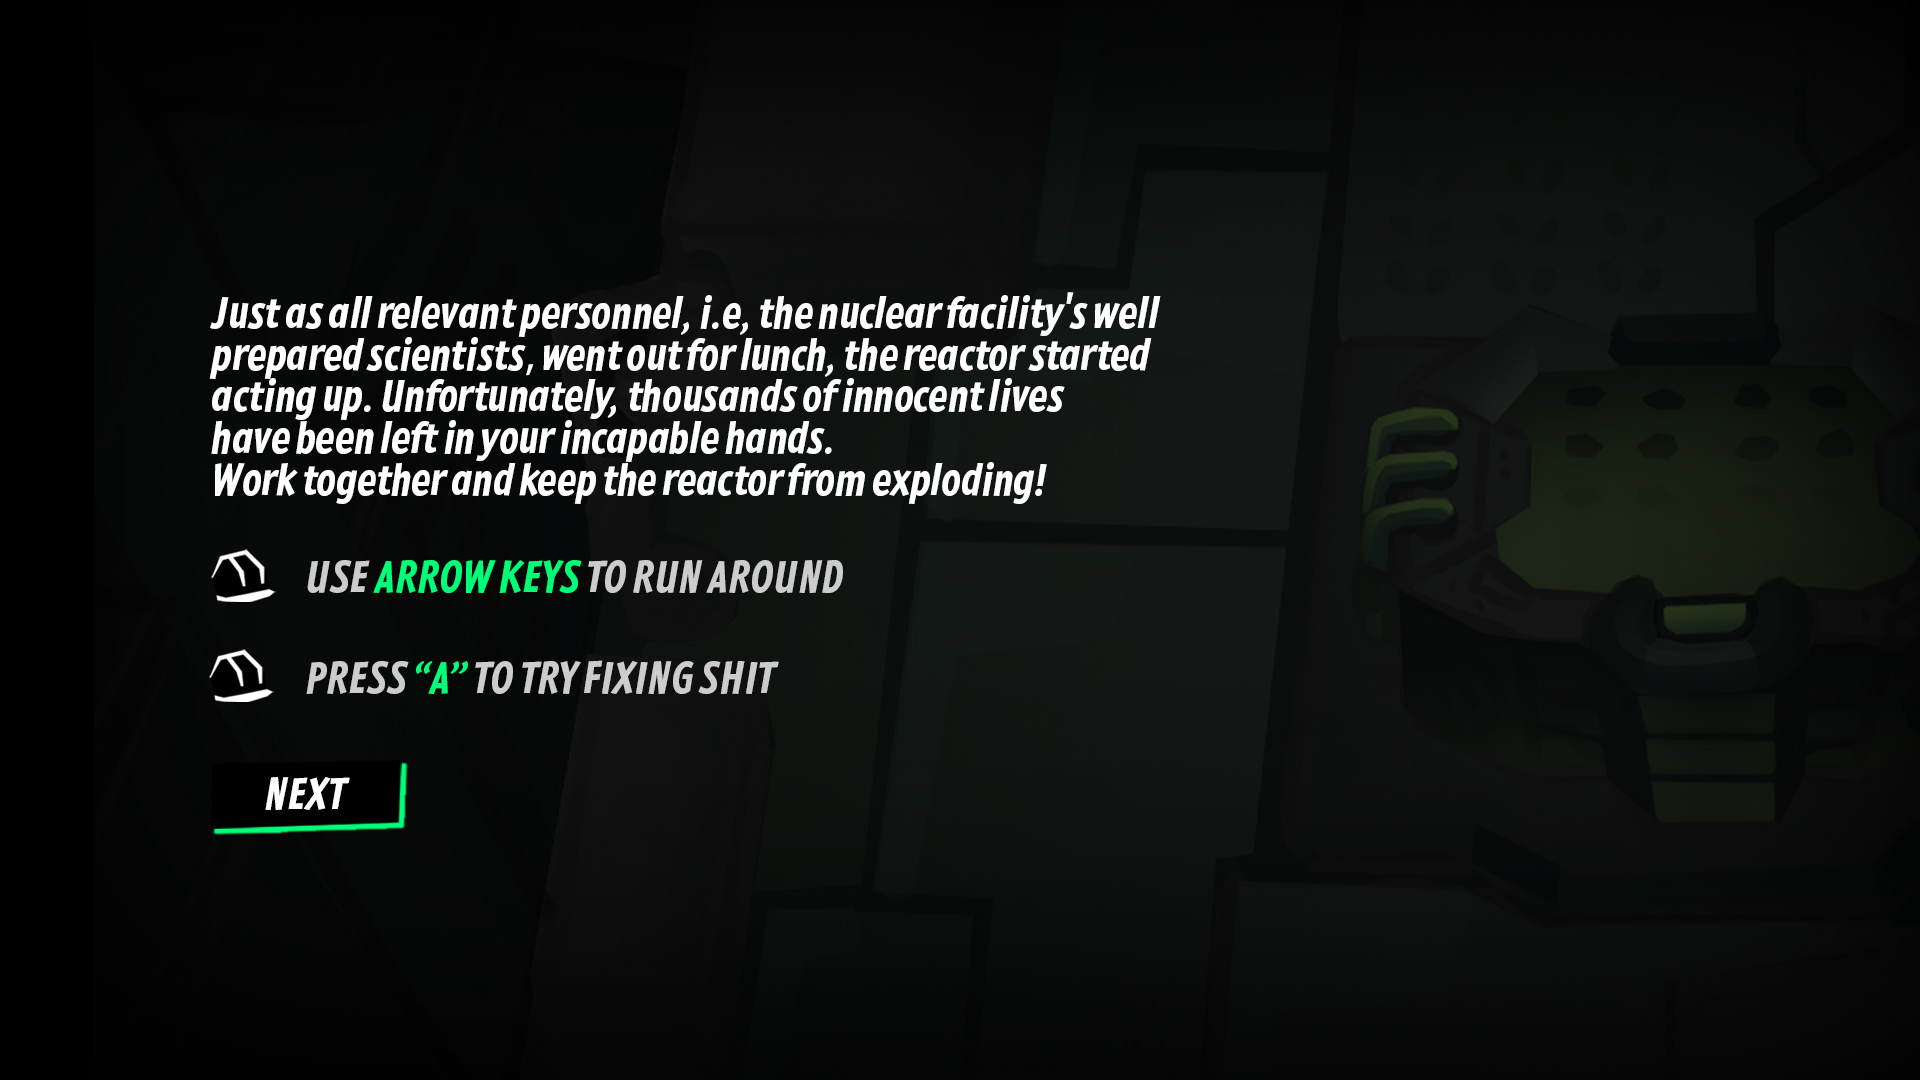 Just as all relevant personnel, i.e, the nuclear facility's well
prepared scientists, went out for lunch, the reactor started
acting up. Unfortunately, thousands of innocent lives
have been left in your incapable hands.
Work together and keep the reactor from exploding!
USE ARROW KEYS TO RUN AROUND
PRESS “A” TO TRY FIXING SHIT
NEXT